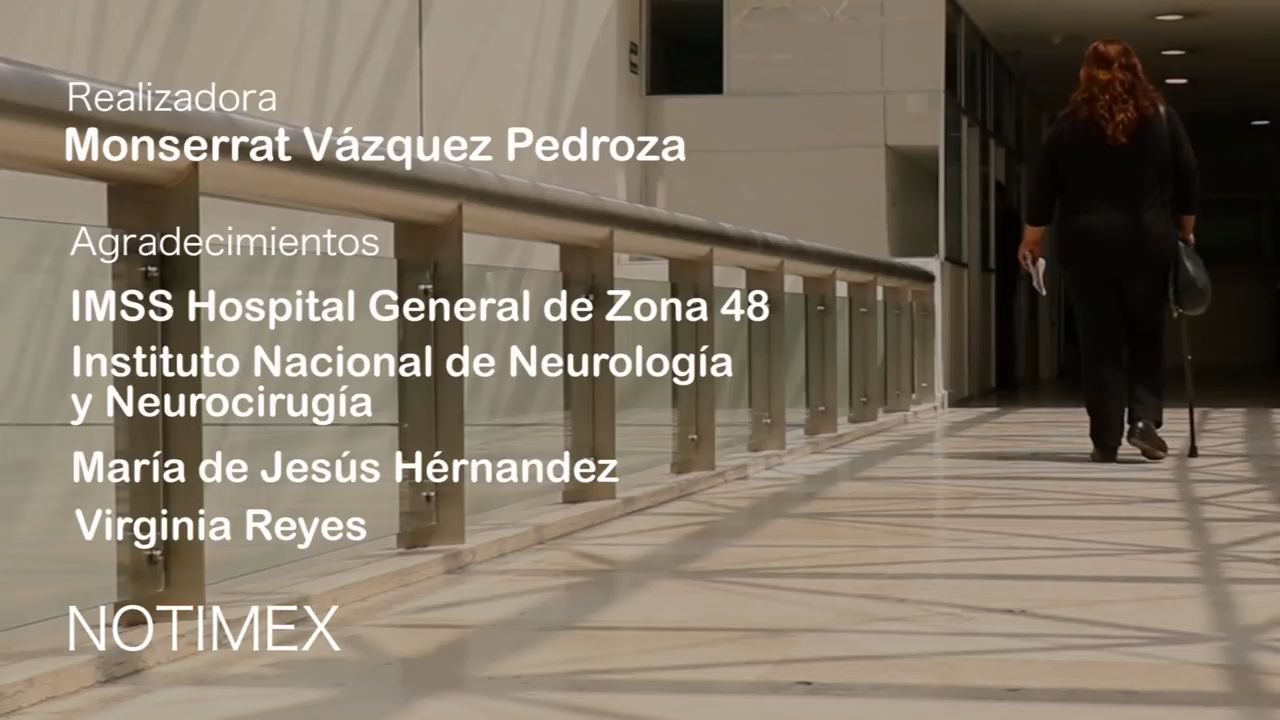 Realizadora
Monserrat Vázquez Pedroza
Agradecimientos
IMSS Hospital General de Zona 48
Instituto Nacional de Neurología
y Neurocirugía
María de Jesús Hérnandez
Virginia Reyes
NOTIMEX